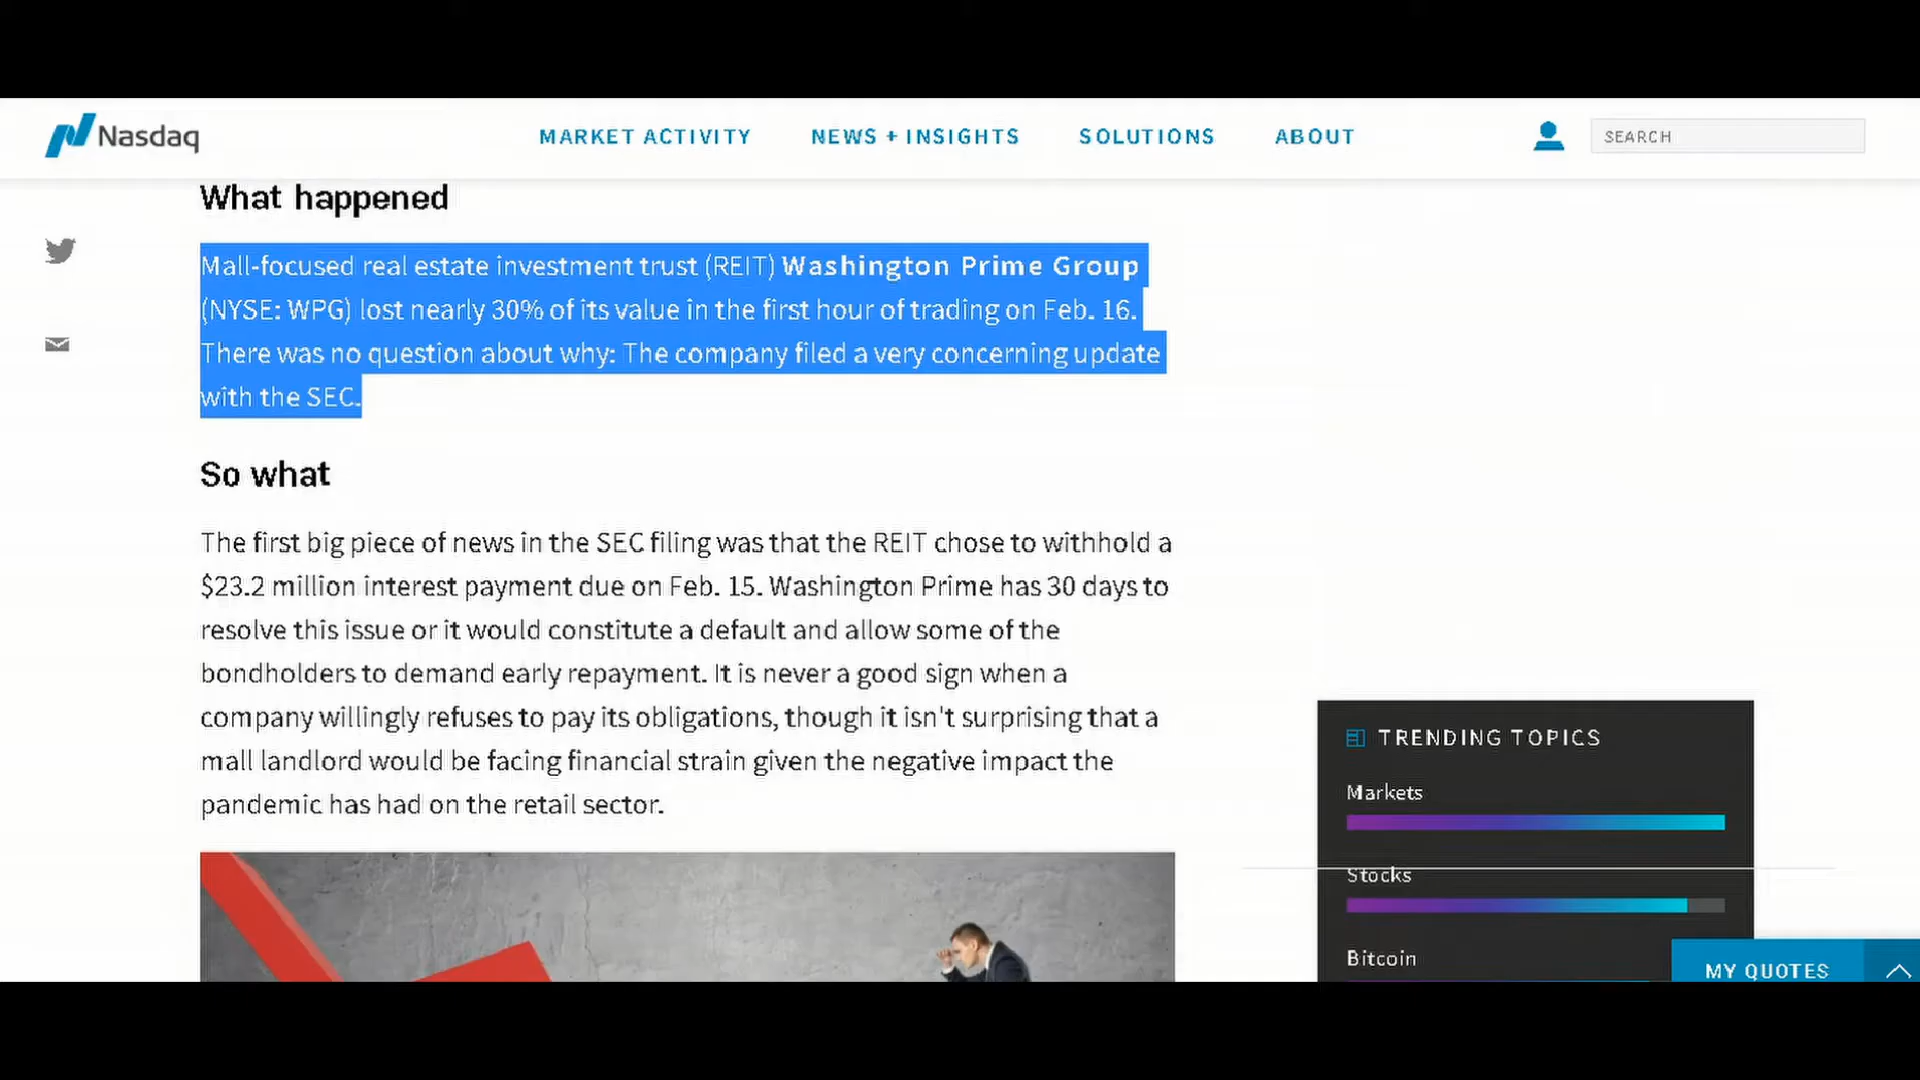 Nasdaq
MARKET ACTIVITY
NEWS + INSIGHTS
SOLUTIONS
ABOUT
SEARCH
What happened
Mall-focused real estate investment trust (REIT) Washington Prime Group
(NYSE: WPG) lost nearly 30% of its value in the first hour of trading on Feb. 16.
There was no question about why: The company filed a very concerning update
with the SEC.
So what
The first big piece of news in the SEC filing was that the REIT chose to withhold a
$23.2 million interest payment due on Feb. 15. Washington Prime has 30 days to
resolve this issue or it would constitute a default and allow some of the
bondholders to demand early repayment. It is never a good sign when a
company willingly refuses to pay its obligations, though it isn't surprising that a
mall landlord would be facing financial strain given the negative impact the
pandemic has had on the retail sector.
TRENDING TOPICS
Markets
Stocks
Bitcoin
MY QUOTES